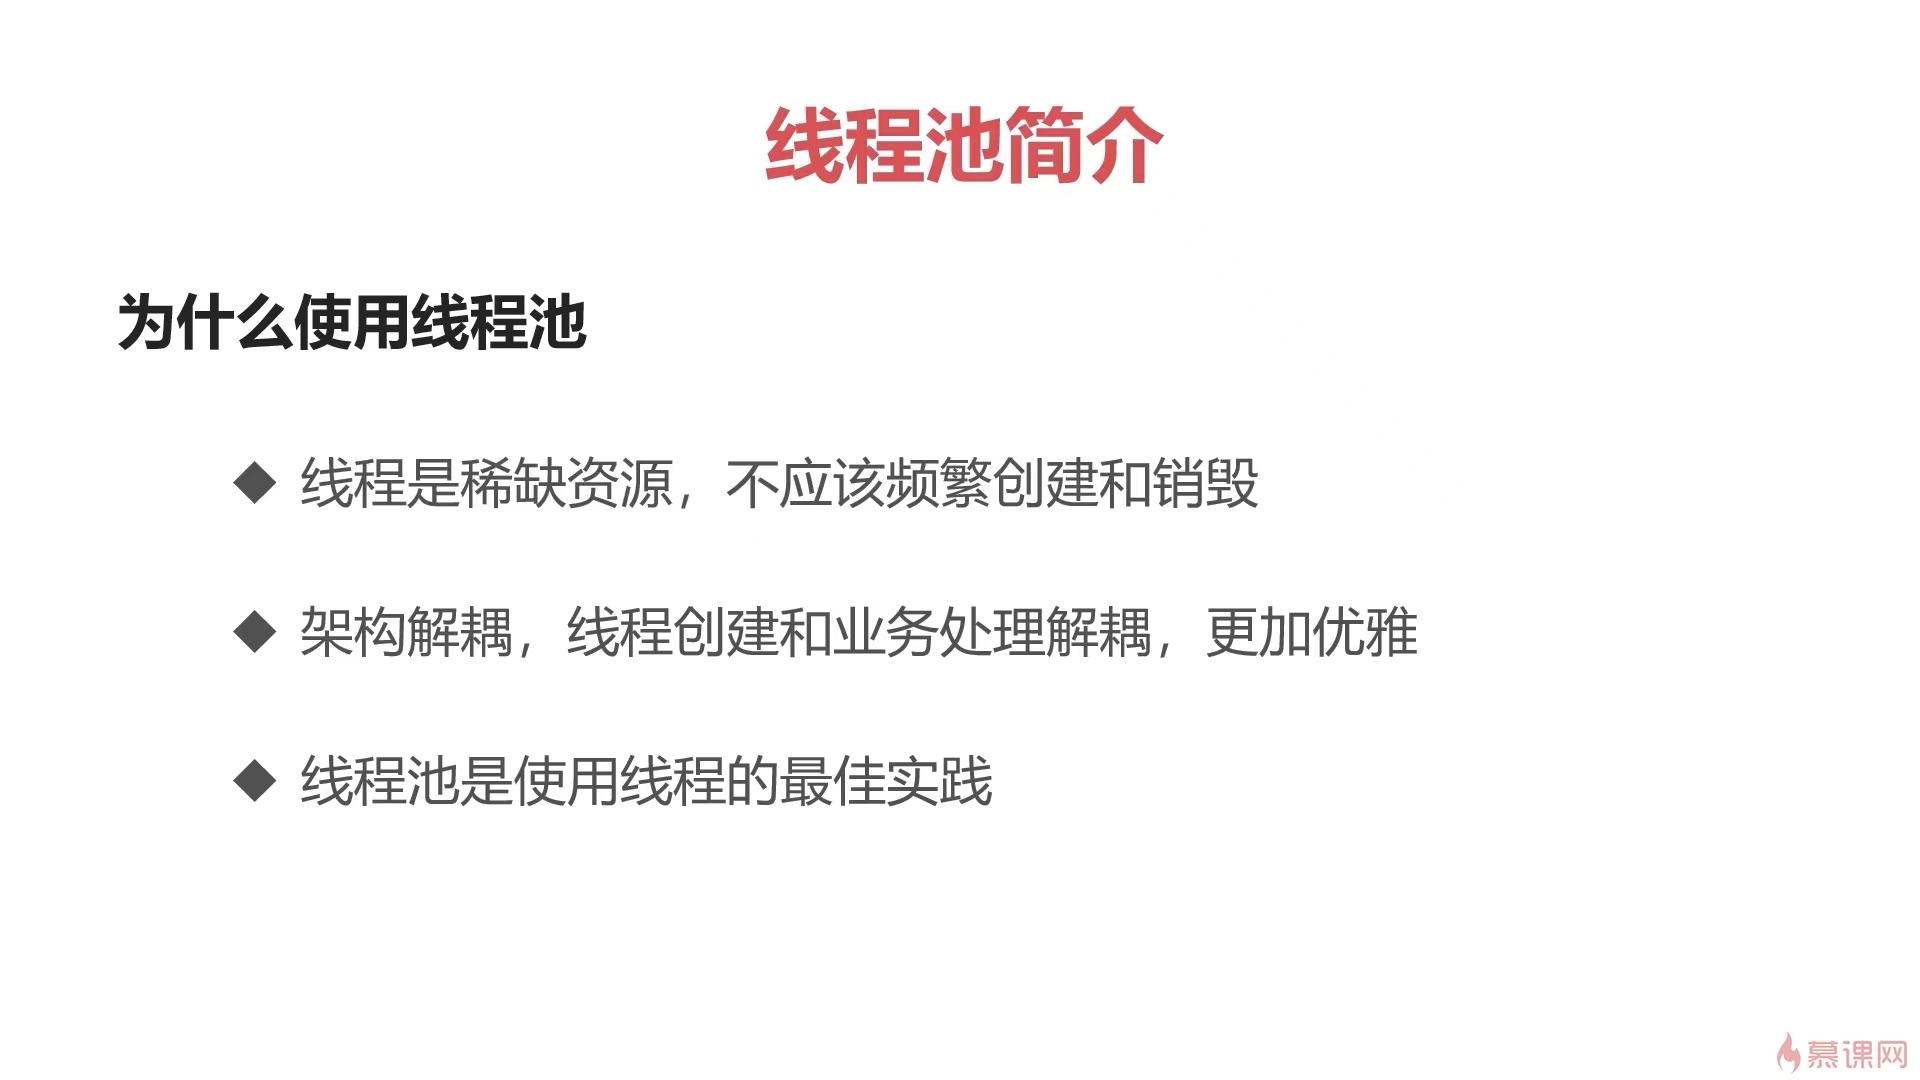 线程池简介
为什么使用线程池
◆ 线程是稀缺资源，不应该频繁创建和销毁
◆ 架构解耦，线程创建和业务处理解耦，更加优雅
◆ 线程池是使用线程的最佳实践
慕课网